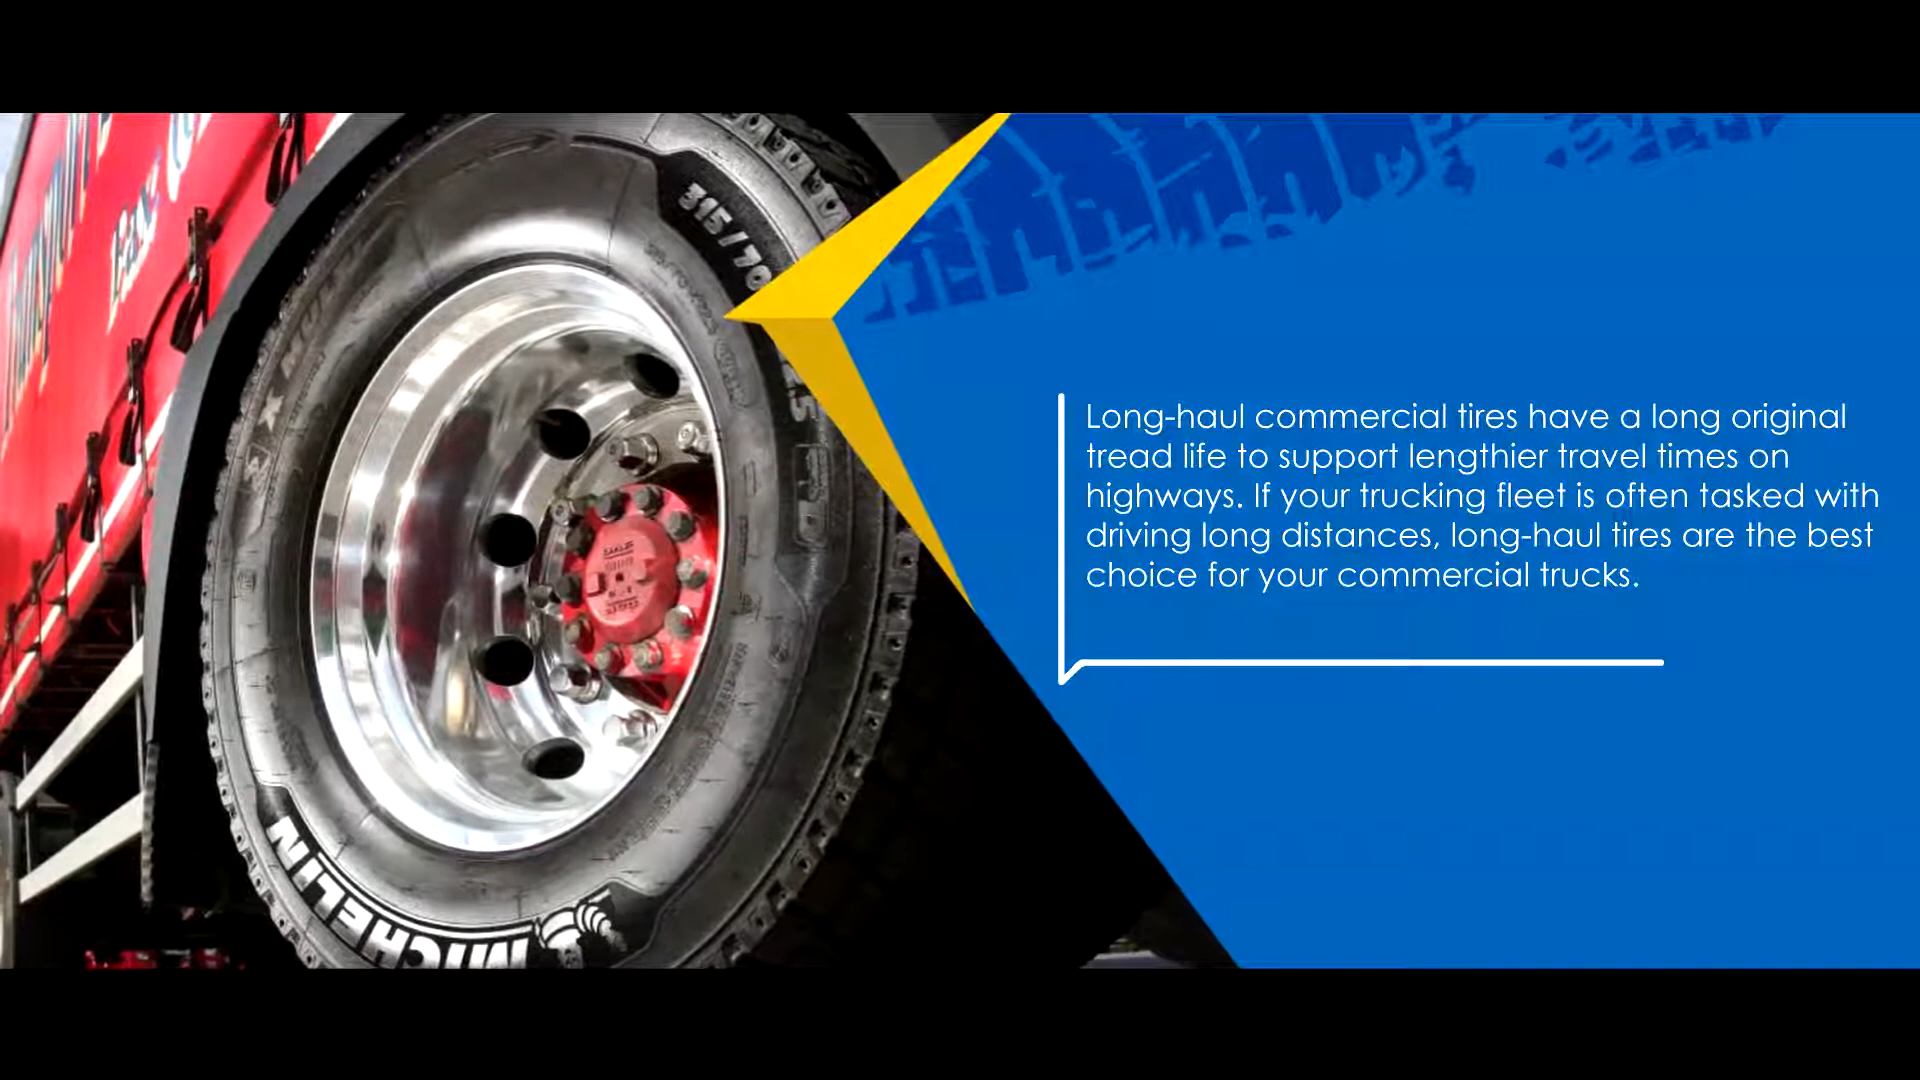 315/70
Long-haul commercial tires have a long original
tread life to support lengthier travel times on
highways. If your trucking fleet is often tasked with
driving long distances, long-haul tires are the best
choice for your commercial trucks.
MICHELIN